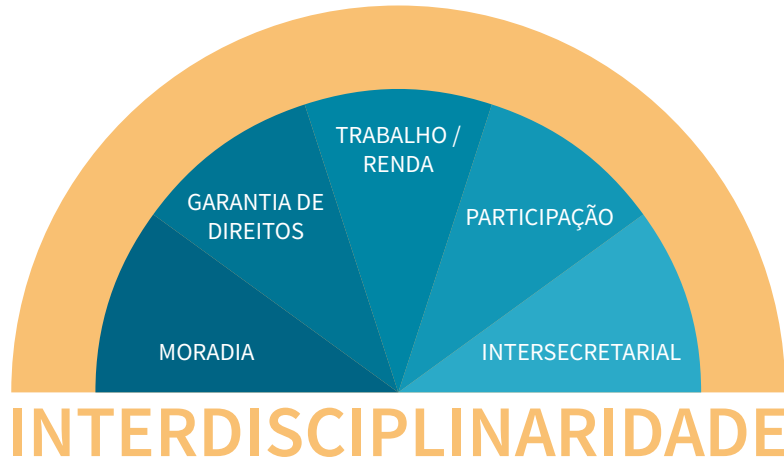 TRABALHO /
RENDA
GARANTIA DE
DIREITOS
PARTICIPAÇÃO
MORADIA
INTERSECRETARIAL
INTERDISCIPLINARIDADE